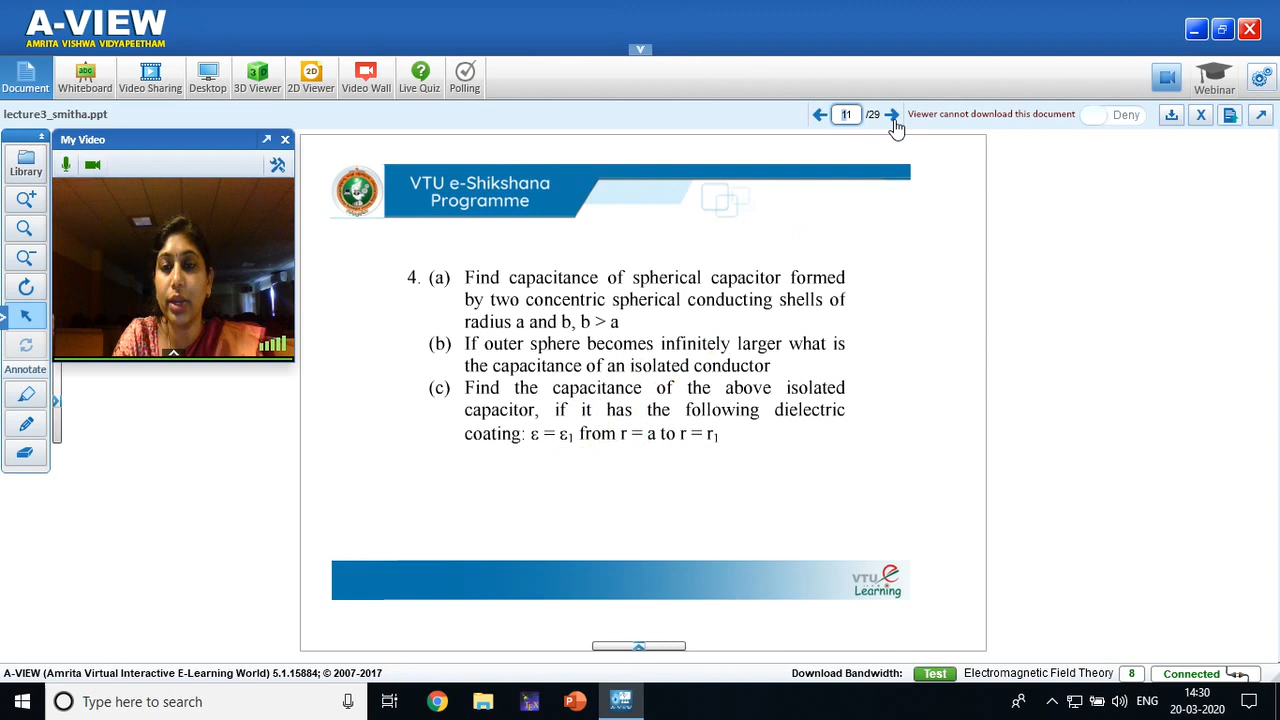 A-VIEW
AMRITA VISHWA VIDYAPEETHAM
Document
Whiteboard
Video Sharing
Desktop
3D Viewer
2D Viewer
Video Wall
Live Quiz
Polling
Webinar
lecture3_smitha.ppt
11 /29
Viewer cannot download this document
Deny
Library
Annotate
My Video
VTU e-Shikshana
Programme
4. (a) Find capacitance of spherical capacitor formed
by two concentric spherical conducting shells of
radius a and b, b > a
(b) If outer sphere becomes infinitely larger what is
the capacitance of an isolated conductor
(c) Find the capacitance of the above isolated
capacitor, if it has the following dielectric
coating: ε = ε₁ from r = a to r = r₁
VTU e
Learning
A-VIEW (Amrita Virtual Interactive E-Learning World) 5.1.15884; © 2007-2017
Download Bandwidth: Test Electromagnetic Field Theory 8 Connected
Type here to search
ENG
14:30
20-03-2020